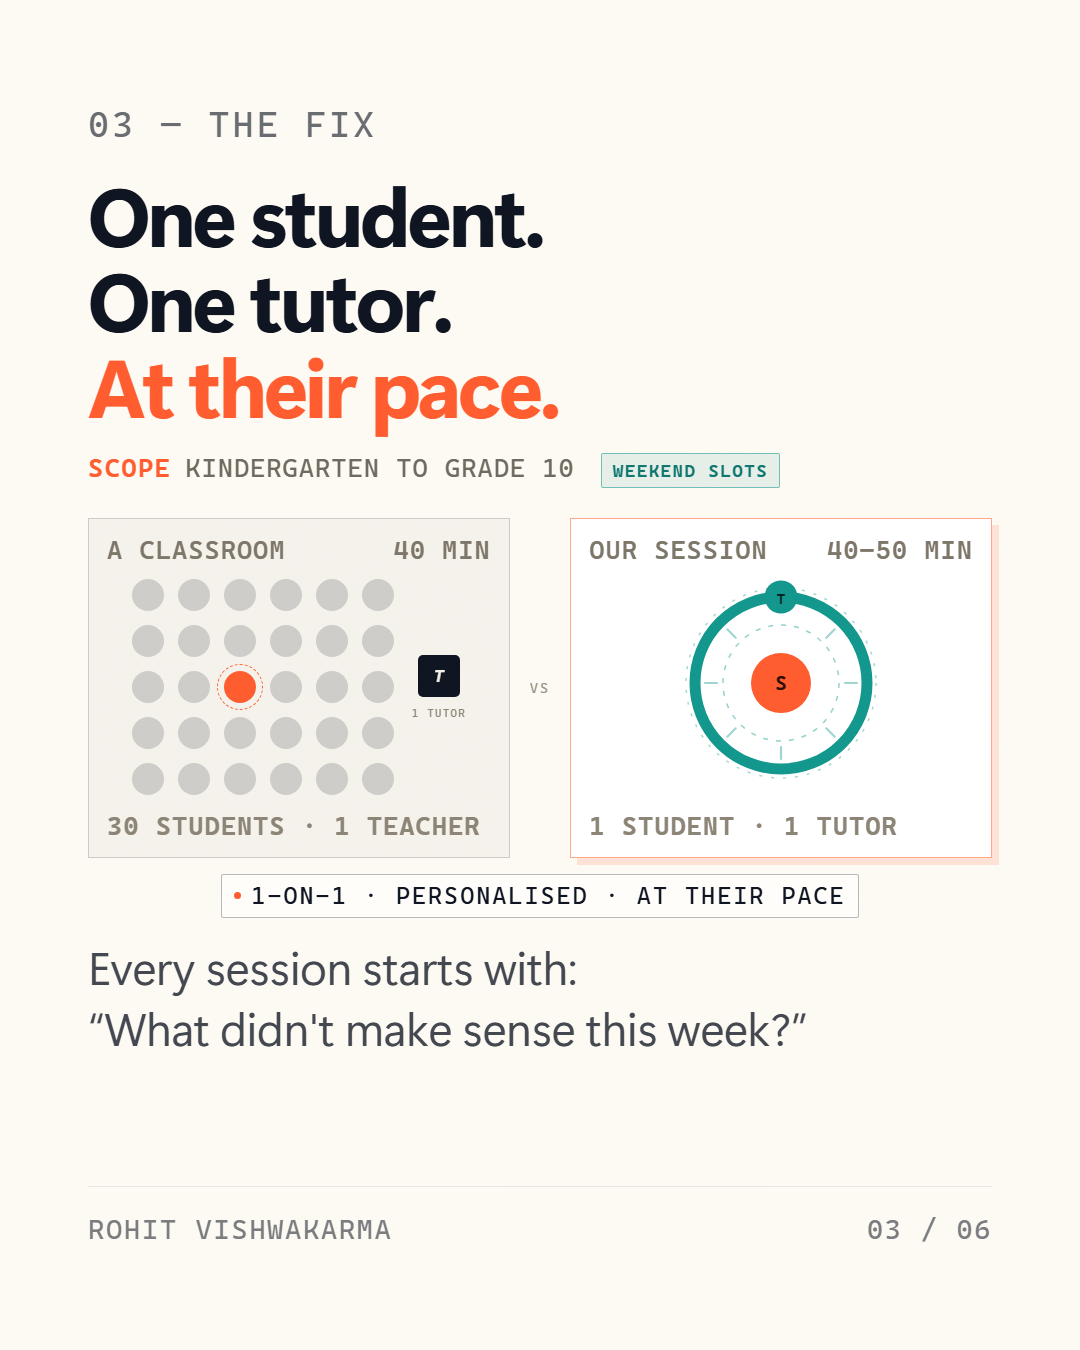 03 — THE FIX
One student.
One tutor.
At their pace.
SCOPE KINDERGARTEN TO GRADE 10 WEEKEND SLOTS
A CLASSROOM 40 MIN
T
1 TUTOR
30 STUDENTS · 1 TEACHER
VS
OUR SESSION 40–50 MIN
T
S
1 STUDENT · 1 TUTOR
1–ON–1 · PERSONALISED · AT THEIR PACE
Every session starts with:
“What didn't make sense this week?”
ROHIT VISHWAKARMA 03 / 06